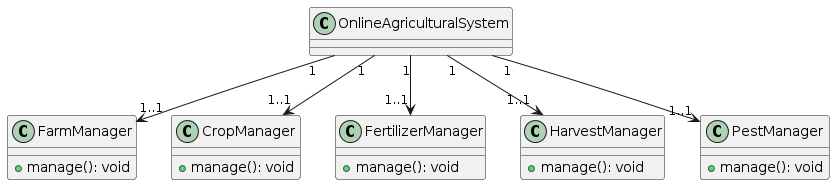 C OnlineAgriculturalSystem
1 1 1 1 1
1..1 1..1 1..1 1..1 1..1
C FarmManager C CropManager C FertilizerManager C HarvestManager C PestManager
manage(): void manage(): void manage(): void manage(): void manage(): void